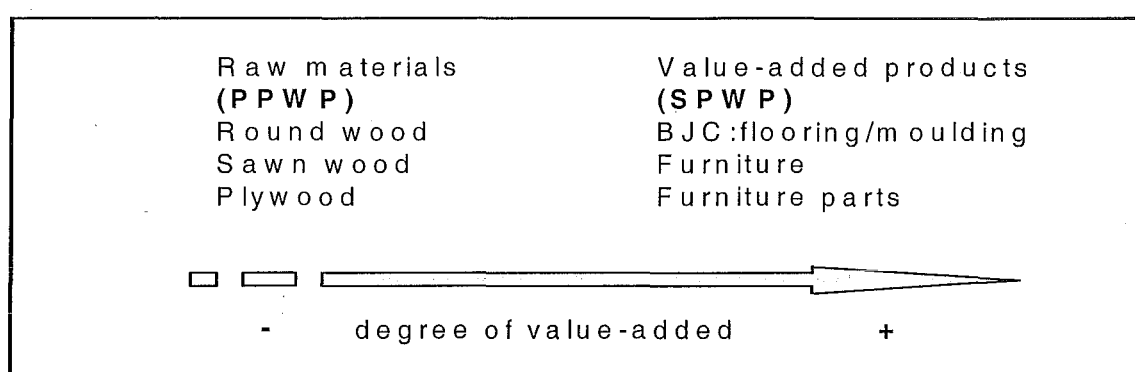 Raw materials
(PPWP)
Round wood
Sawn wood
Plywood
Value-added products
(SPWP)
BJC:flooring/moulding
Furniture
Furniture parts
- degree of value-added +